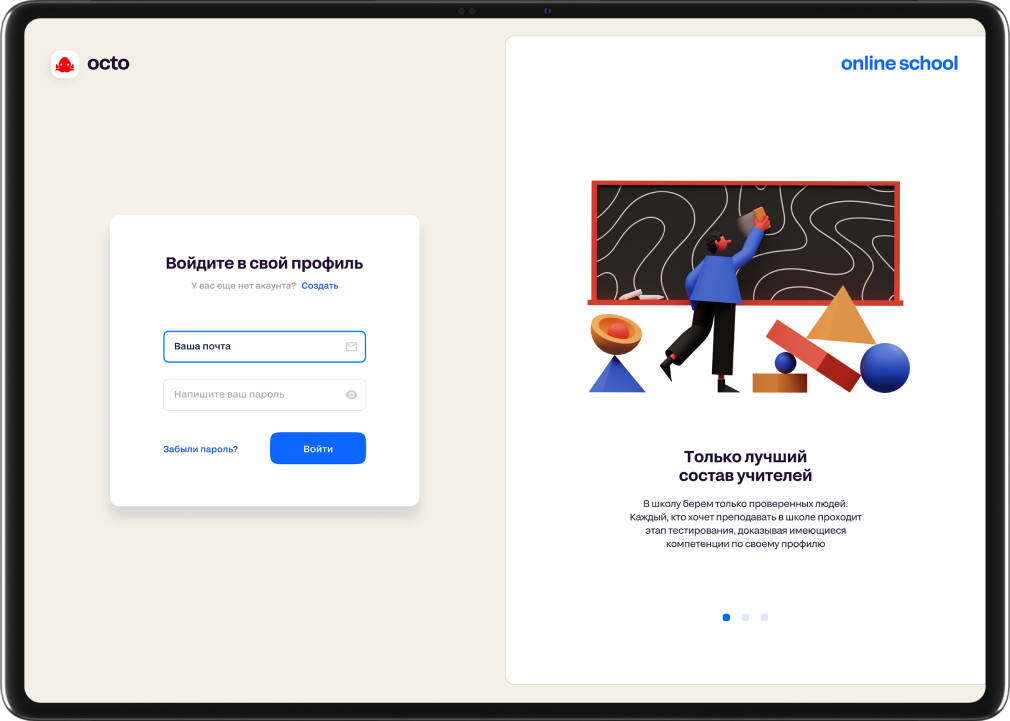 octo
Войдите в свой профиль
У вас еще нет акаунта? Создать
Ваша почта
Напишите ваш пароль
Забыли пароль?
Войти
online school
Только лучший
состав учителей
В школу берем только проверенных людей.
Каждый, кто хочет преподавать в школе проходит
этап тестирования, доказывая имеющиеся
компетенции по своему профилю